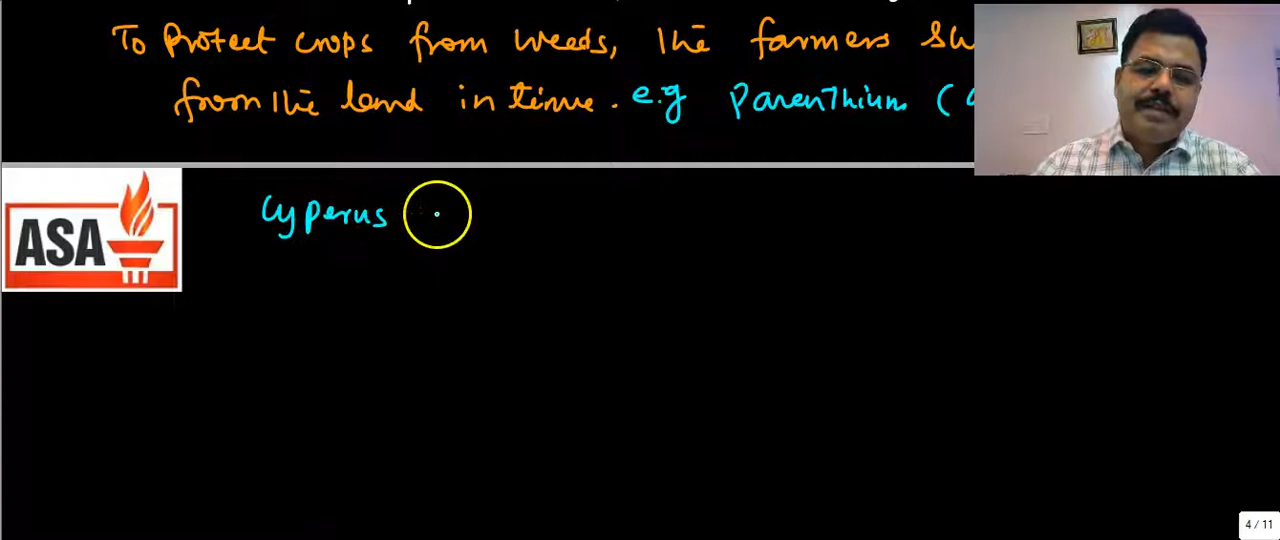 To Protect crops from weeds, the farmers
from the land in time. e.g Parenthium (
ASA
Cyperus
4 / 11